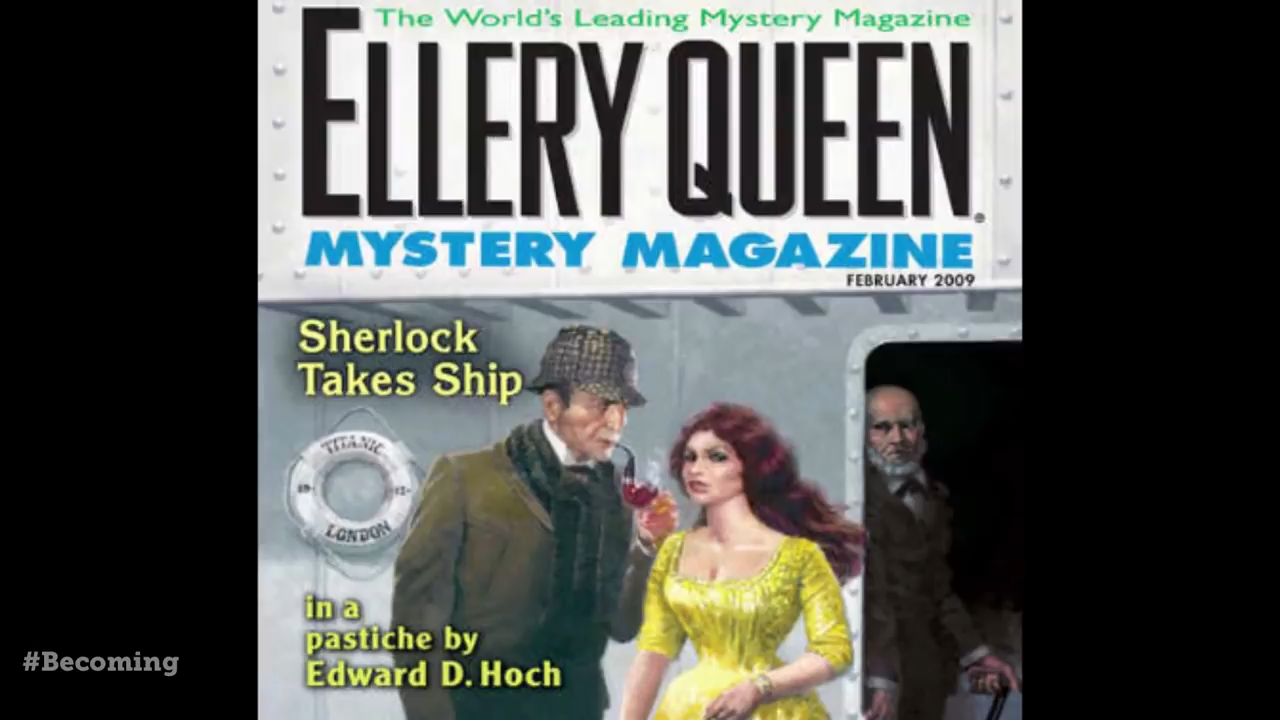 The World's Leading Mystery Magazine
ELLERY QUEEN
MYSTERY MAGAZINE
FEBRUARY 2009
Sherlock
Takes Ship
TITANIC
LONDON
in a
pastiche by
Edward D. Hoch
#Becoming